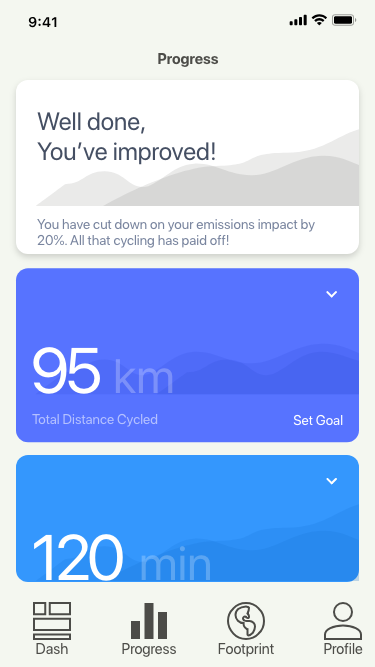 9:41
Progress
Well done,
You’ve improved!
You have cut down on your emissions impact by
20%. All that cycling has paid off!
95 km
Total Distance Cycled
Set Goal
120 min
Dash
Progress
Footprint
Profile